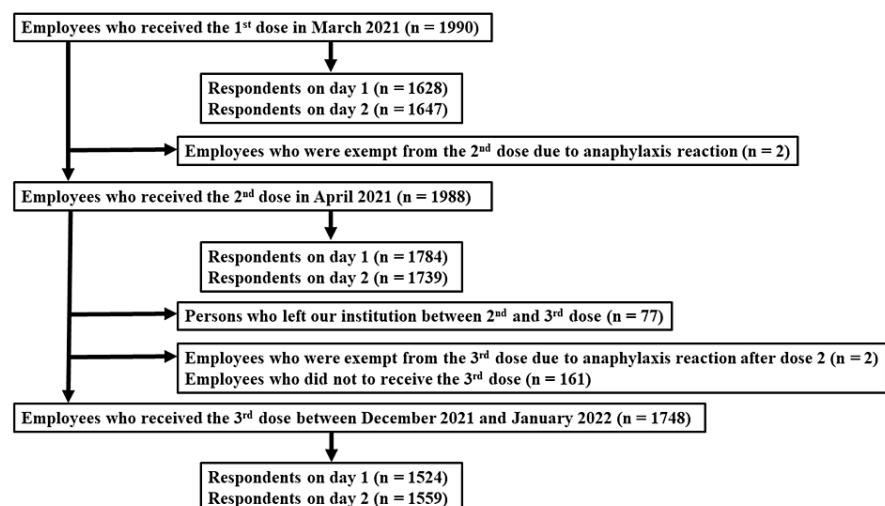 Employees who received the 1st dose in March 2021 (n = 1990)
Respondents on day 1 (n = 1628)
Respondents on day 2 (n = 1647)
Employees who were exempt from the 2nd dose due to anaphylaxis reaction (n = 2)
Employees who received the 2nd dose in April 2021 (n = 1988)
Respondents on day 1 (n = 1784)
Respondents on day 2 (n = 1739)
Persons who left our institution between 2nd and 3rd dose (n = 77)
Employees who were exempt from the 3rd dose due to anaphylaxis reaction after dose 2 (n = 2)
Employees who did not to receive the 3rd dose (n = 161)
Employees who received the 3rd dose between December 2021 and January 2022 (n = 1748)
Respondents on day 1 (n = 1524)
Respondents on day 2 (n = 1559)